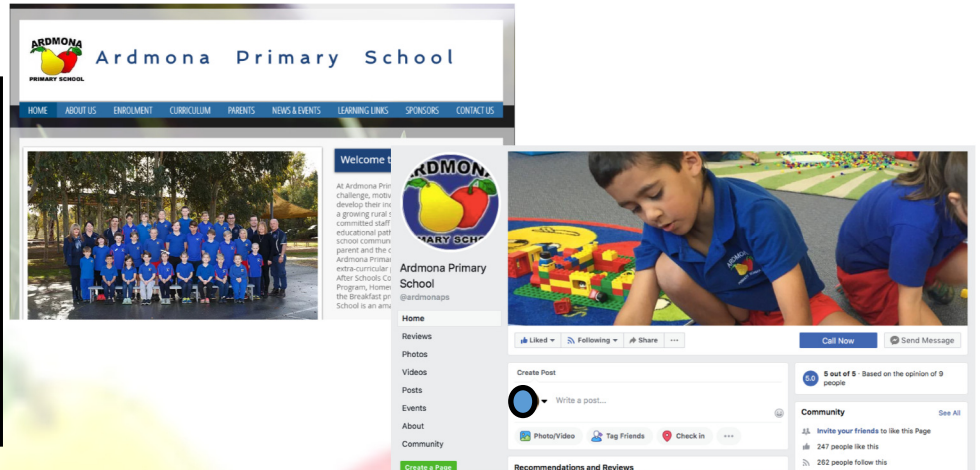 ARDMONA
PRIMARY SCHOOL
Ardmona Primary School
HOME ABOUT US ENROLMENT CURRICULUM PARENTS NEWS & EVENTS LEARNING LINKS SPONSORS CONTACT US
Welcome t
At Ardmona Prim
challenge, motiv
develop their ind
a growing rural s
committed staff
educational path
school communi
parent and the c
Ardmona Primar
extra-curricular
After Schools Co
Program, Home
the Breakfast pr
School is an ama
ARDMONA
MARY SCH
Ardmona Primary
School
@ardmonaps
Home
Reviews
Photos
Videos
Posts
Events
About
Community
Create a Page
ARDMONA
Liked
Following
Share
Call Now
Send Message
Create Post
Write a post...
Photo/Video
Tag Friends
Check in
Recommendations and Reviews
5.0
5 out of 5 · Based on the opinion of 9
people
Community
See All
Invite your friends to like this Page
247 people like this
262 people follow this